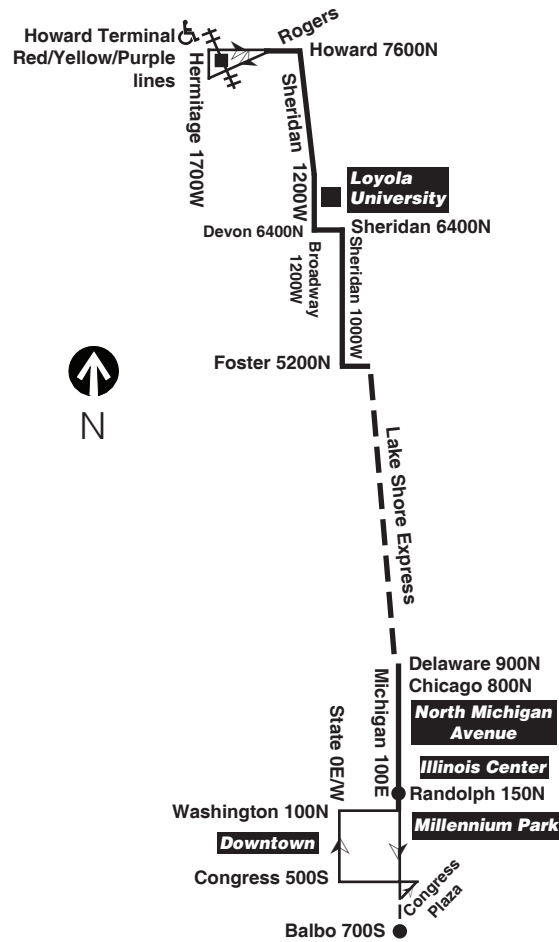 Howard Terminal
Red/Yellow/Purple
lines
Rogers
Howard 7600N
Hermitage 1700W
Sheridan 1200W
Loyola
University
Devon 6400N
Sheridan 6400N
Broadway
1200W
Sheridan 1000W
Foster 5200N
N
Lake Shore Express
Delaware 900N
Chicago 800N
North Michigan
Avenue
Michigan 100E
State 0E/W
Illinois Center
Randolph 150N
Washington 100N
Millennium Park
Downtown
Congress 500S
Congress
Plaza
Balbo 700S